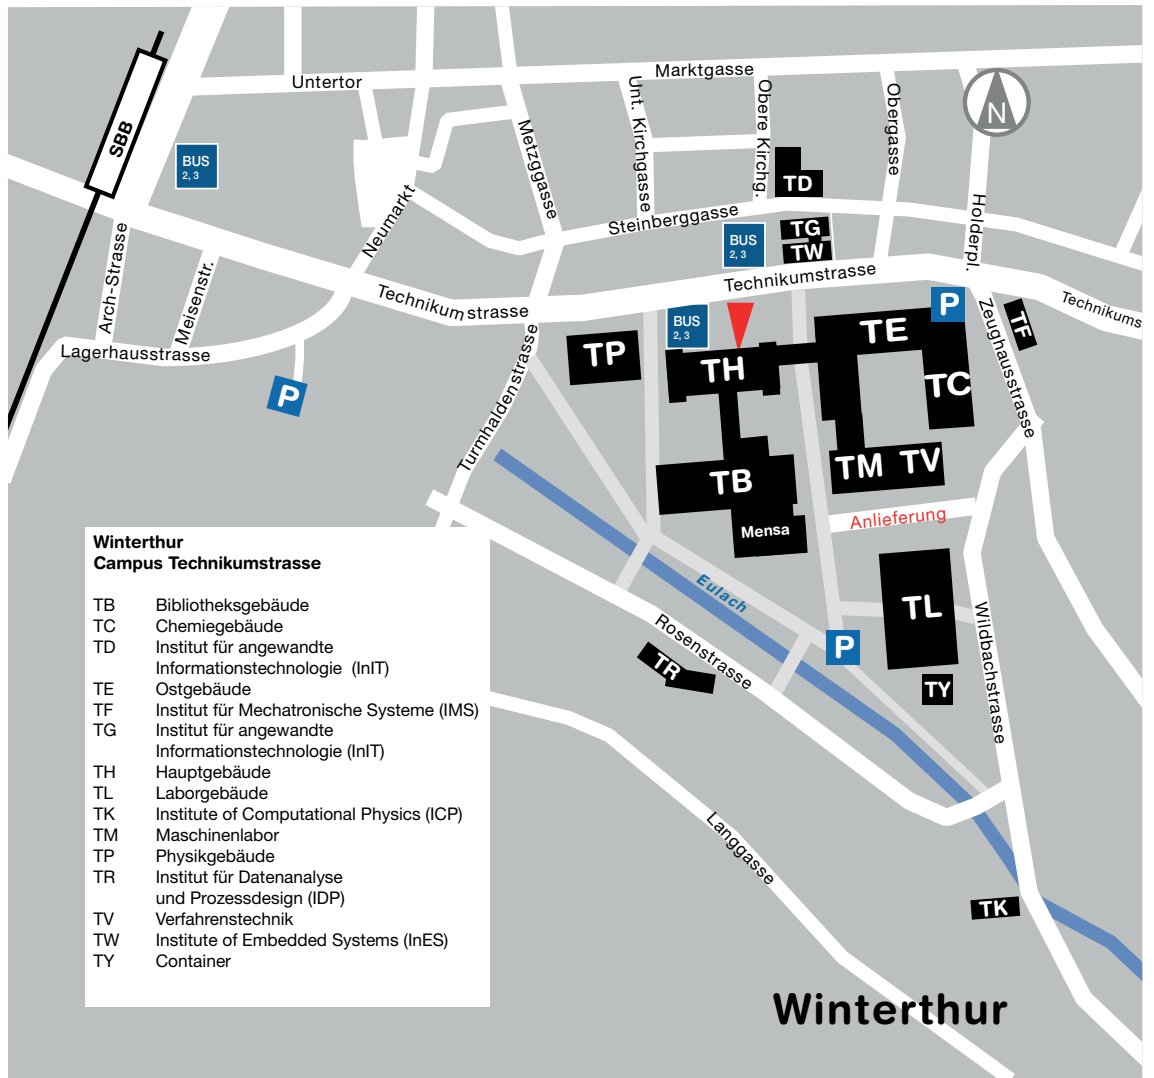 Untertor
Marktgasse
SBB
BUS
2, 3
Metzggasse
Unt. Kirchgasse
Obere Kirchg.
Obergasse
N
TD
Neumarkt
Steinberggasse
Holderpl.
TG
TW
BUS
2, 3
Arch-Strasse
Meisenstr.
Technikumstrasse
Technikumstrasse
Technikums
Lagerhausstrasse
P
BUS
2, 3
P
TP
TH
TE
TC
TF
Zeughausstrasse
Turmhaldenstrasse
TB
TM
TV
Mensa
Anlieferung
Eulach
TL
P
TY
Rosenstrasse
TR
Wildbachstrasse
Langgasse
TK
Winterthur
Winterthur
Campus Technikumstrasse
TB Bibliotheksgebäude
TC Chemiegebäude
TD Institut für angewandte
Informationstechnologie (InIT)
TE Ostgebäude
TF Institut für Mechatronische Systeme (IMS)
TG Institut für angewandte
Informationstechnologie (InIT)
TH Hauptgebäude
TL Laborgebäude
TK Institute of Computational Physics (ICP)
TM Maschinenlabor
TP Physikgebäude
TR Institut für Datenanalyse
und Prozessdesign (IDP)
TV Verfahrenstechnik
TW Institute of Embedded Systems (InES)
TY Container